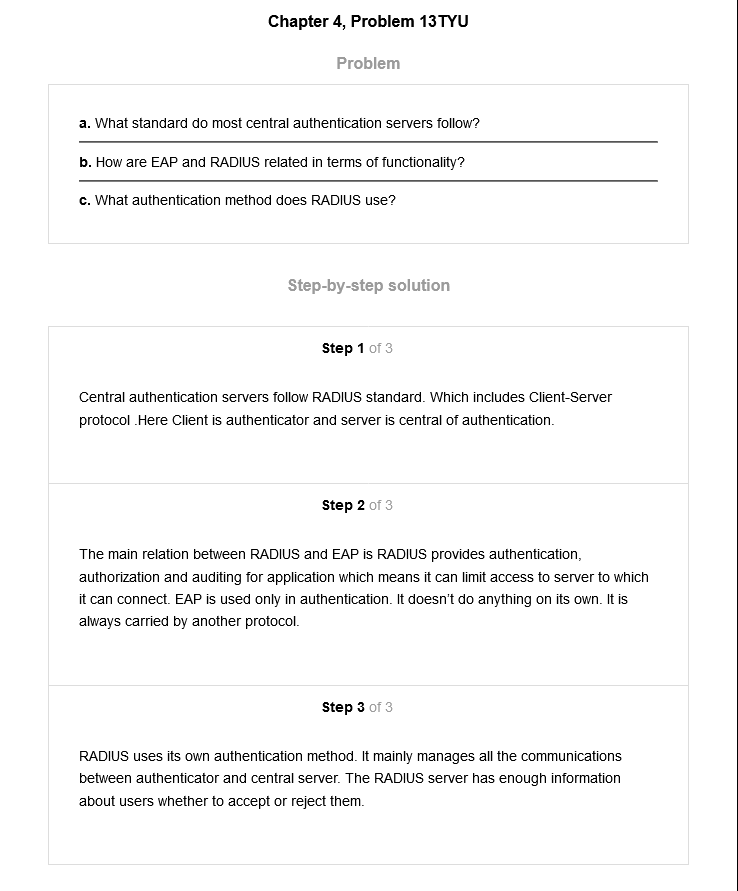 Chapter 4, Problem 13TYU
Problem
a. What standard do most central authentication servers follow?
b. How are EAP and RADIUS related in terms of functionality?
c. What authentication method does RADIUS use?
Step-by-step solution
Step 1 of 3
Central authentication servers follow RADIUS standard. Which includes Client-Server
protocol .Here Client is authenticator and server is central of authentication.
Step 2 of 3
The main relation between RADIUS and EAP is RADIUS provides authentication,
authorization and auditing for application which means it can limit access to server to which
it can connect. EAP is used only in authentication. It doesn't do anything on its own. It is
always carried by another protocol.
Step 3 of 3
RADIUS uses its own authentication method. It mainly manages all the communications
between authenticator and central server. The RADIUS server has enough information
about users whether to accept or reject them.